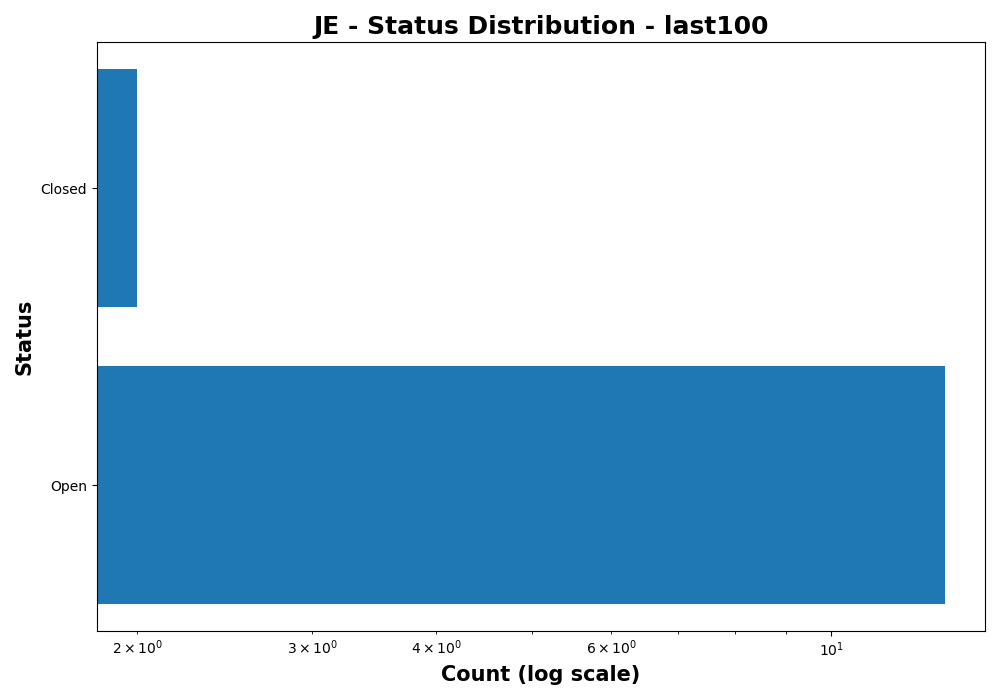 JE - Status Distribution - last100
Closed
Open
Status
2 × 10⁰
3 × 10⁰
4 × 10⁰
6 × 10⁰
10¹
Count (log scale)